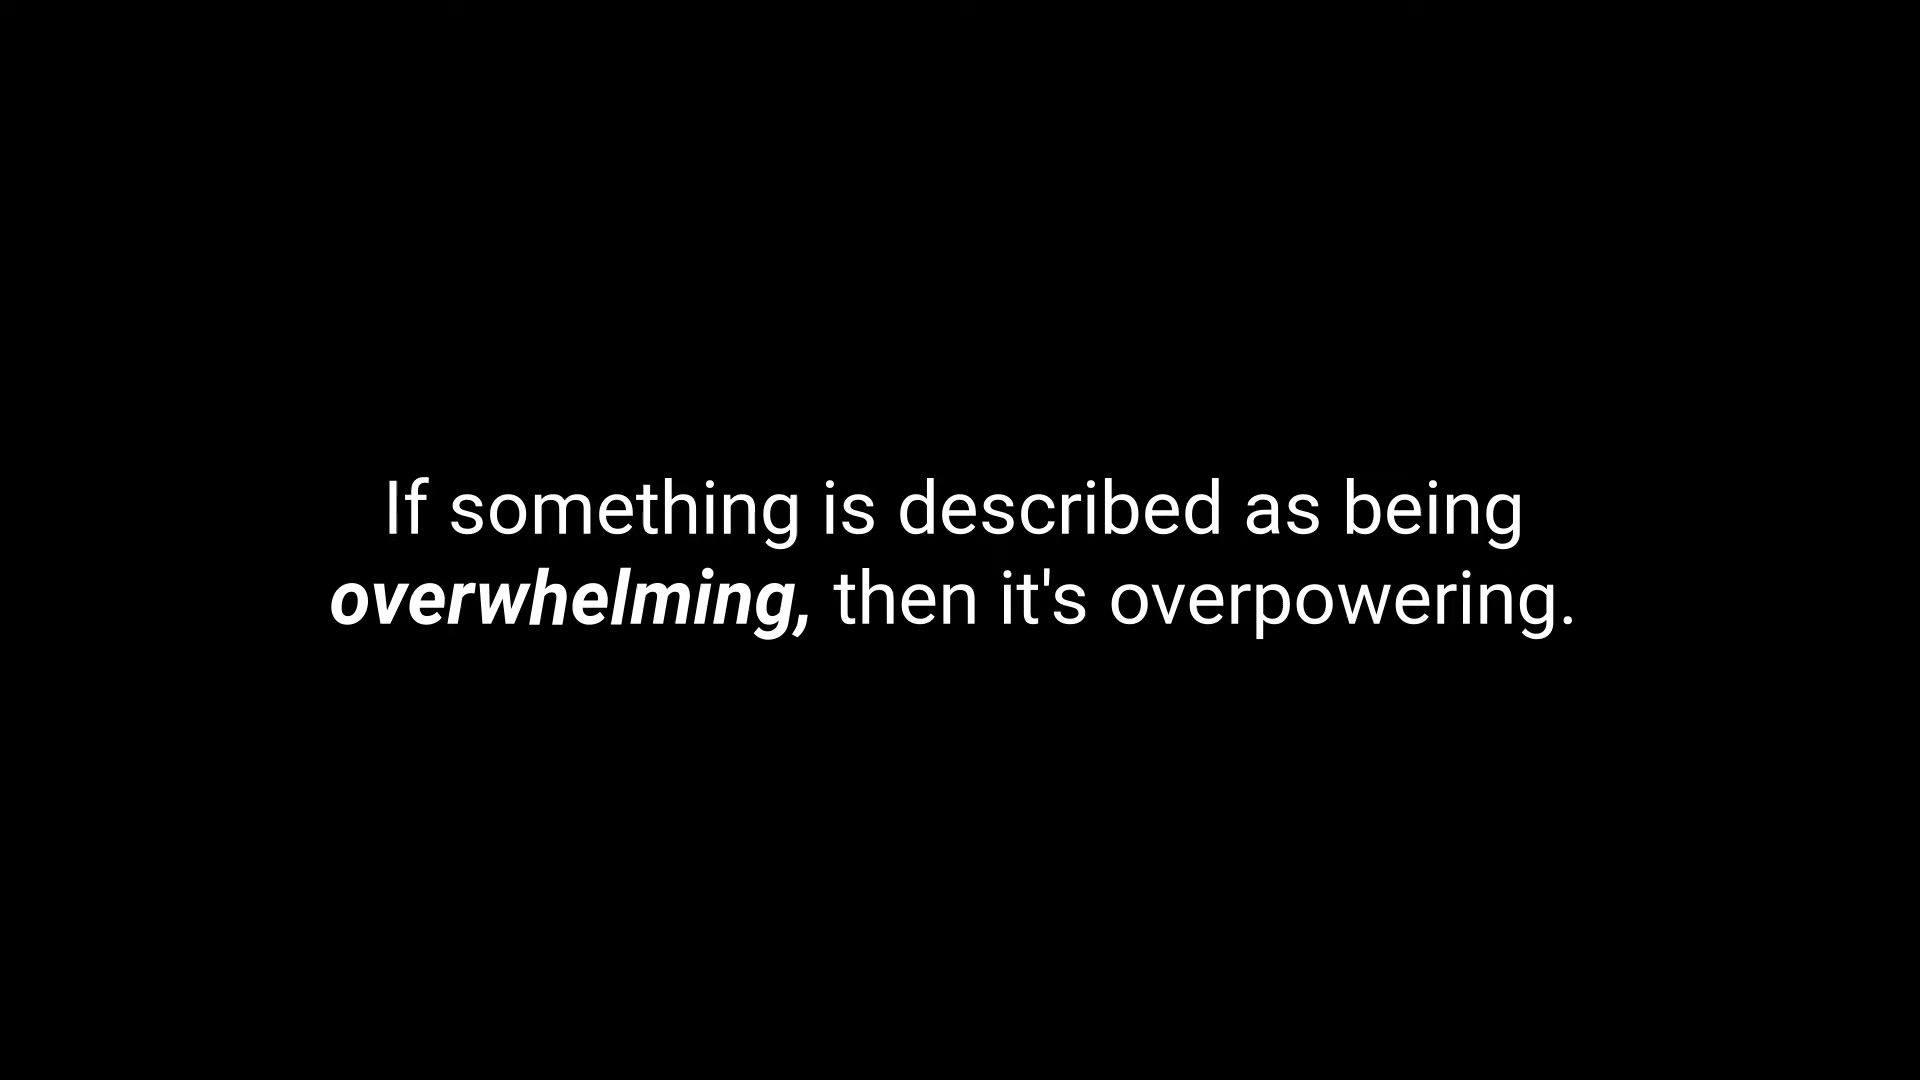 If something is described as being
overwhelming, then it's overpowering.